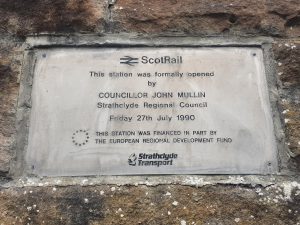 ScotRail
This station was formally opened
by
COUNCILLOR JOHN MULLIN
Strathclyde Regional Council
Friday 27th July 1990
THIS STATION WAS FINANCED IN PART BY
THE EUROPEAN REGIONAL DEVELOPMENT FUND
Strathclyde
Transport